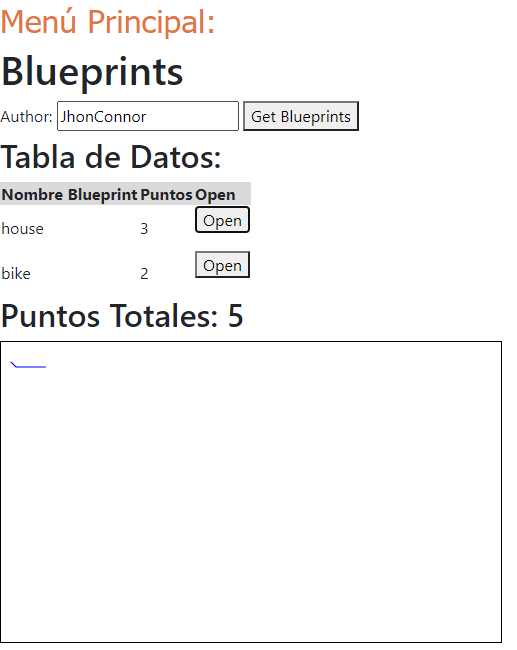 Menú Principal:
Blueprints
Author: JhonConnor Get Blueprints
Tabla de Datos:
Nombre Blueprint Puntos Open
house 3 Open
bike 2 Open
Puntos Totales: 5